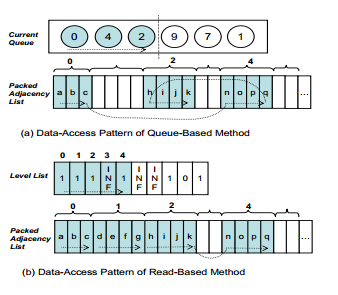 Current Queue 0 4 2 9 7 1
0 2 4
Packed Adjacency List a b c h i j k n o p q ...
(a) Data-Access Pattern of Queue-Based Method
0 1 2 3 4
Level List 1 1 1 INF 1 INF INF 1 0 1
0 1 2 4
Packed Adjacency List a b c d e f g h i j k n o p q ...
(b) Data-Access Pattern of Read-Based Method